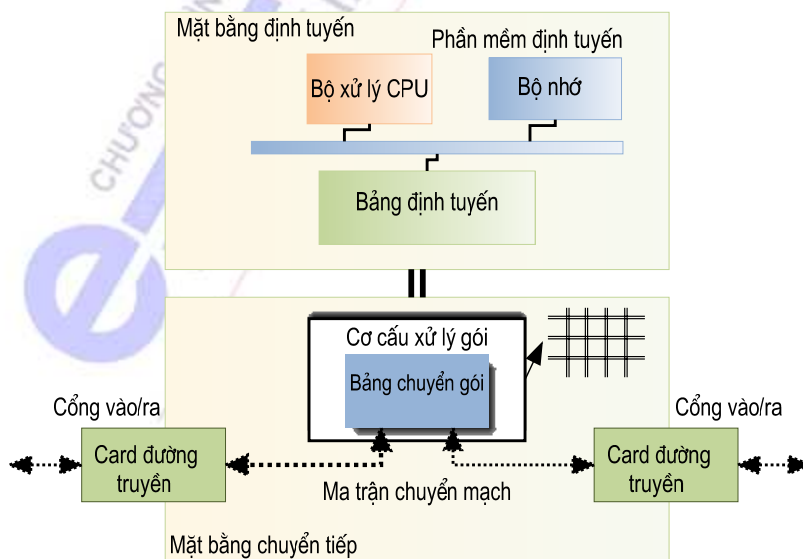 Mặt bằng định tuyến
Phần mềm định tuyến
Bộ xử lý CPU
Bộ nhớ
CHƯƠNG
Bảng định tuyến
Cơ cấu xử lý gói
Bảng chuyển gói
Cổng vào/ra
Cổng vào/ra
Card đường
truyền
Card đường
truyền
Ma trận chuyển mạch
Mặt bằng chuyển tiếp